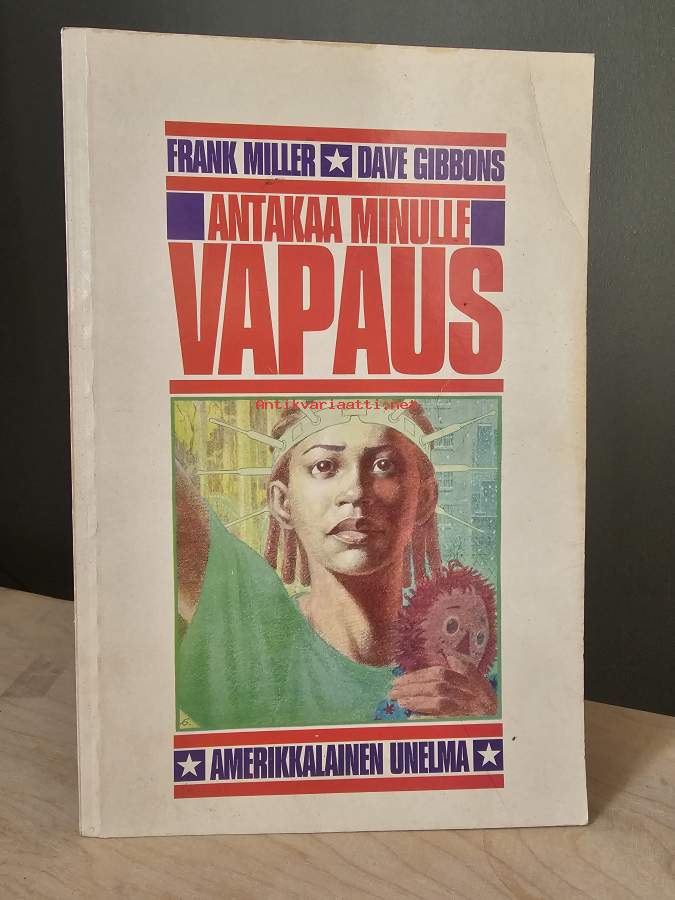 FRANK MILLER ★ DAVE GIBBONS
ANTAKAA MINULLE
VAPAUS
Antikvariaatti.net
G.
★ AMERIKKALAINEN UNELMA ★